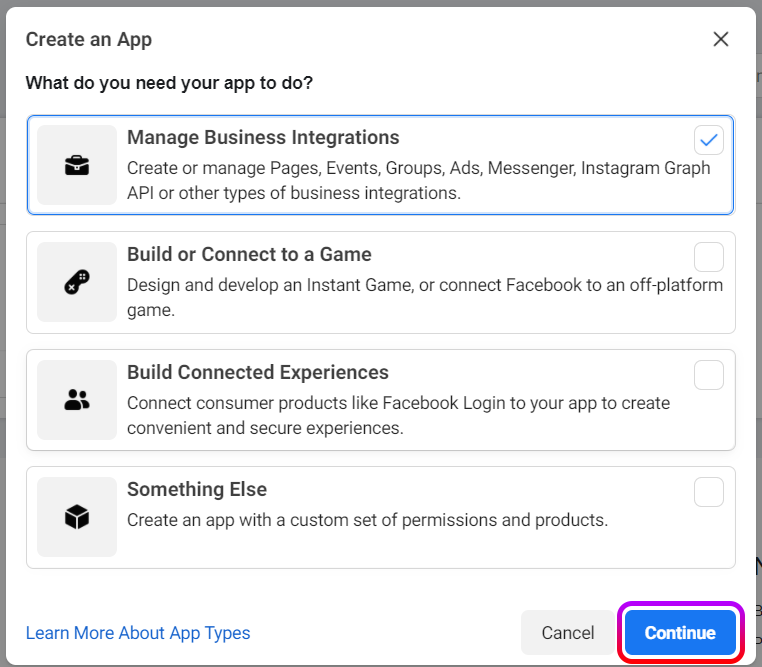 Create an App
What do you need your app to do?
Manage Business Integrations
Create or manage Pages, Events, Groups, Ads, Messenger, Instagram Graph
API or other types of business integrations.
Build or Connect to a Game
Design and develop an Instant Game, or connect Facebook to an off-platform
game.
Build Connected Experiences
Connect consumer products like Facebook Login to your app to create
convenient and secure experiences.
Something Else
Create an app with a custom set of permissions and products.
Learn More About App Types
Cancel
Continue